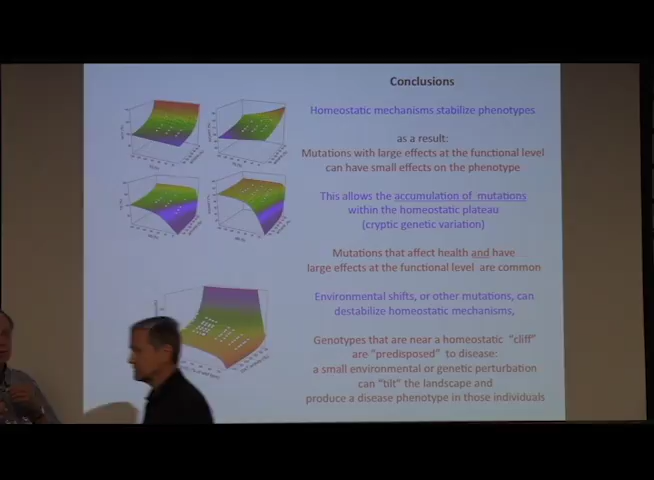 Conclusions
Homeostatic mechanisms stabilize phenotypes
as a result:
Mutations with large effects at the functional level
can have small effects on the phenotype
This allows the accumulation of mutations
within the homeostatic plateau
(cryptic genetic variation)
Mutations that affect health and have
large effects at the functional level are common
Environmental shifts, or other mutations, can
destabilize homeostatic mechanisms,
Genotypes that are near a homeostatic "cliff"
are "predisposed" to disease:
a small environmental or genetic perturbation
can "tilt" the landscape and
produce a disease phenotype in those individuals